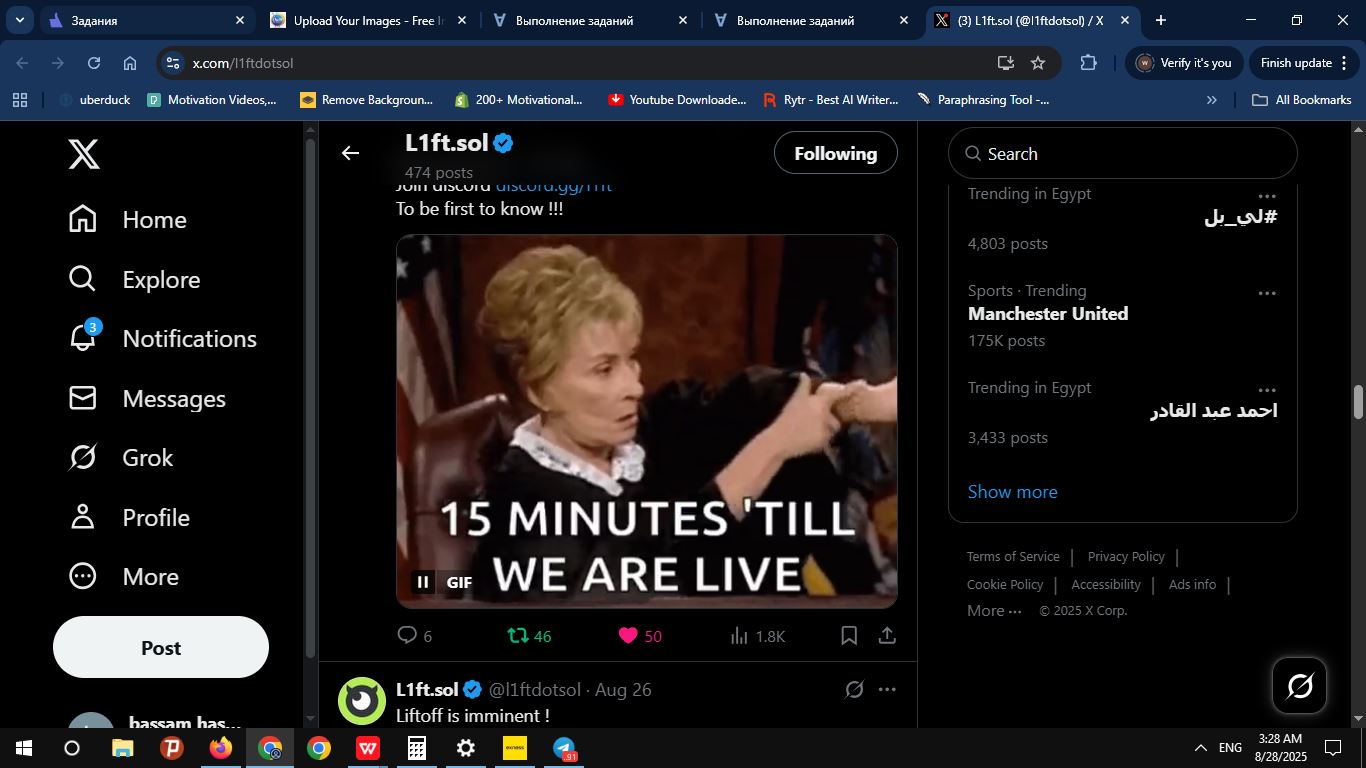 Задания
Upload Your Images - Free Ir
Выполнение заданий
Выполнение заданий
(3) L1ft.sol (@l1ftdotsol) / X
x.com/l1ftdotsol
Verify it's you
Finish update
uberduck
Motivation Videos,...
Remove Backgroun...
200+ Motivational...
Youtube Downloade...
Rytr - Best AI Writer...
Paraphrasing Tool -...
All Bookmarks
Home
Explore
3
Notifications
Messages
Grok
Profile
More
Post
bassam has...
L1ft.sol
474 posts
Following
Join discord discord.gg/l1ft
To be first to know !!!
15 MINUTES 'TILL
WE ARE LIVE
GIF
6 46 50 1.8K
L1ft.sol @l1ftdotsol · Aug 26
Liftoff is imminent !
Search
Trending in Egypt
#لي_بل
4,803 posts
Sports · Trending
Manchester United
175K posts
Trending in Egypt
احمد عبد القادر
3,433 posts
Show more
Terms of Service | Privacy Policy |
Cookie Policy | Accessibility | Ads info |
More ··· © 2025 X Corp.
91
ENG
3:28 AM
8/28/2025